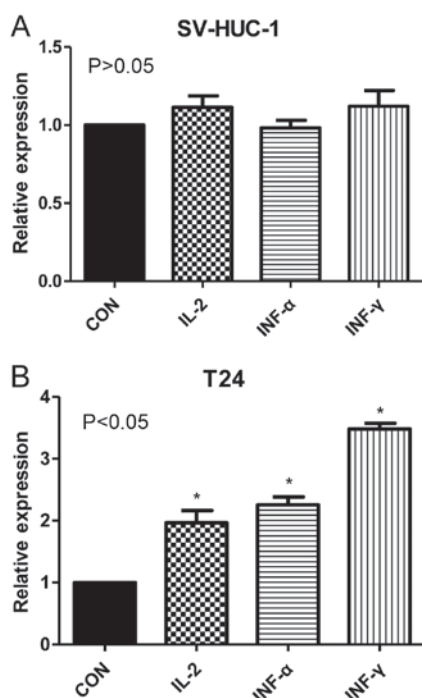 A
SV-HUC-1
P>0.05
Relative expression
1.5
1.0
0.5
0.0
CON
IL-2
INF-α
INF-γ
B
T24
P<0.05
Relative expression
4
3
2
1
0
*
*
*
CON
IL-2
INF-α
INF-γ